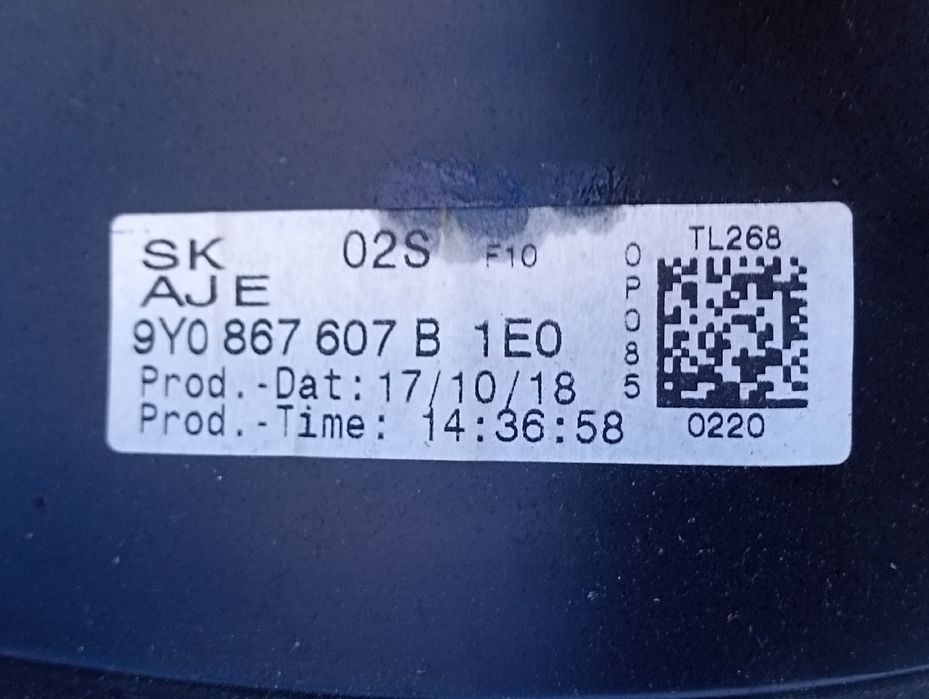 SK 02S F10
AJE
9Y0 867 607 B 1E0
Prod.-Dat: 17/10/18
Prod.-Time: 14:36:58
0P085
TL268
0220